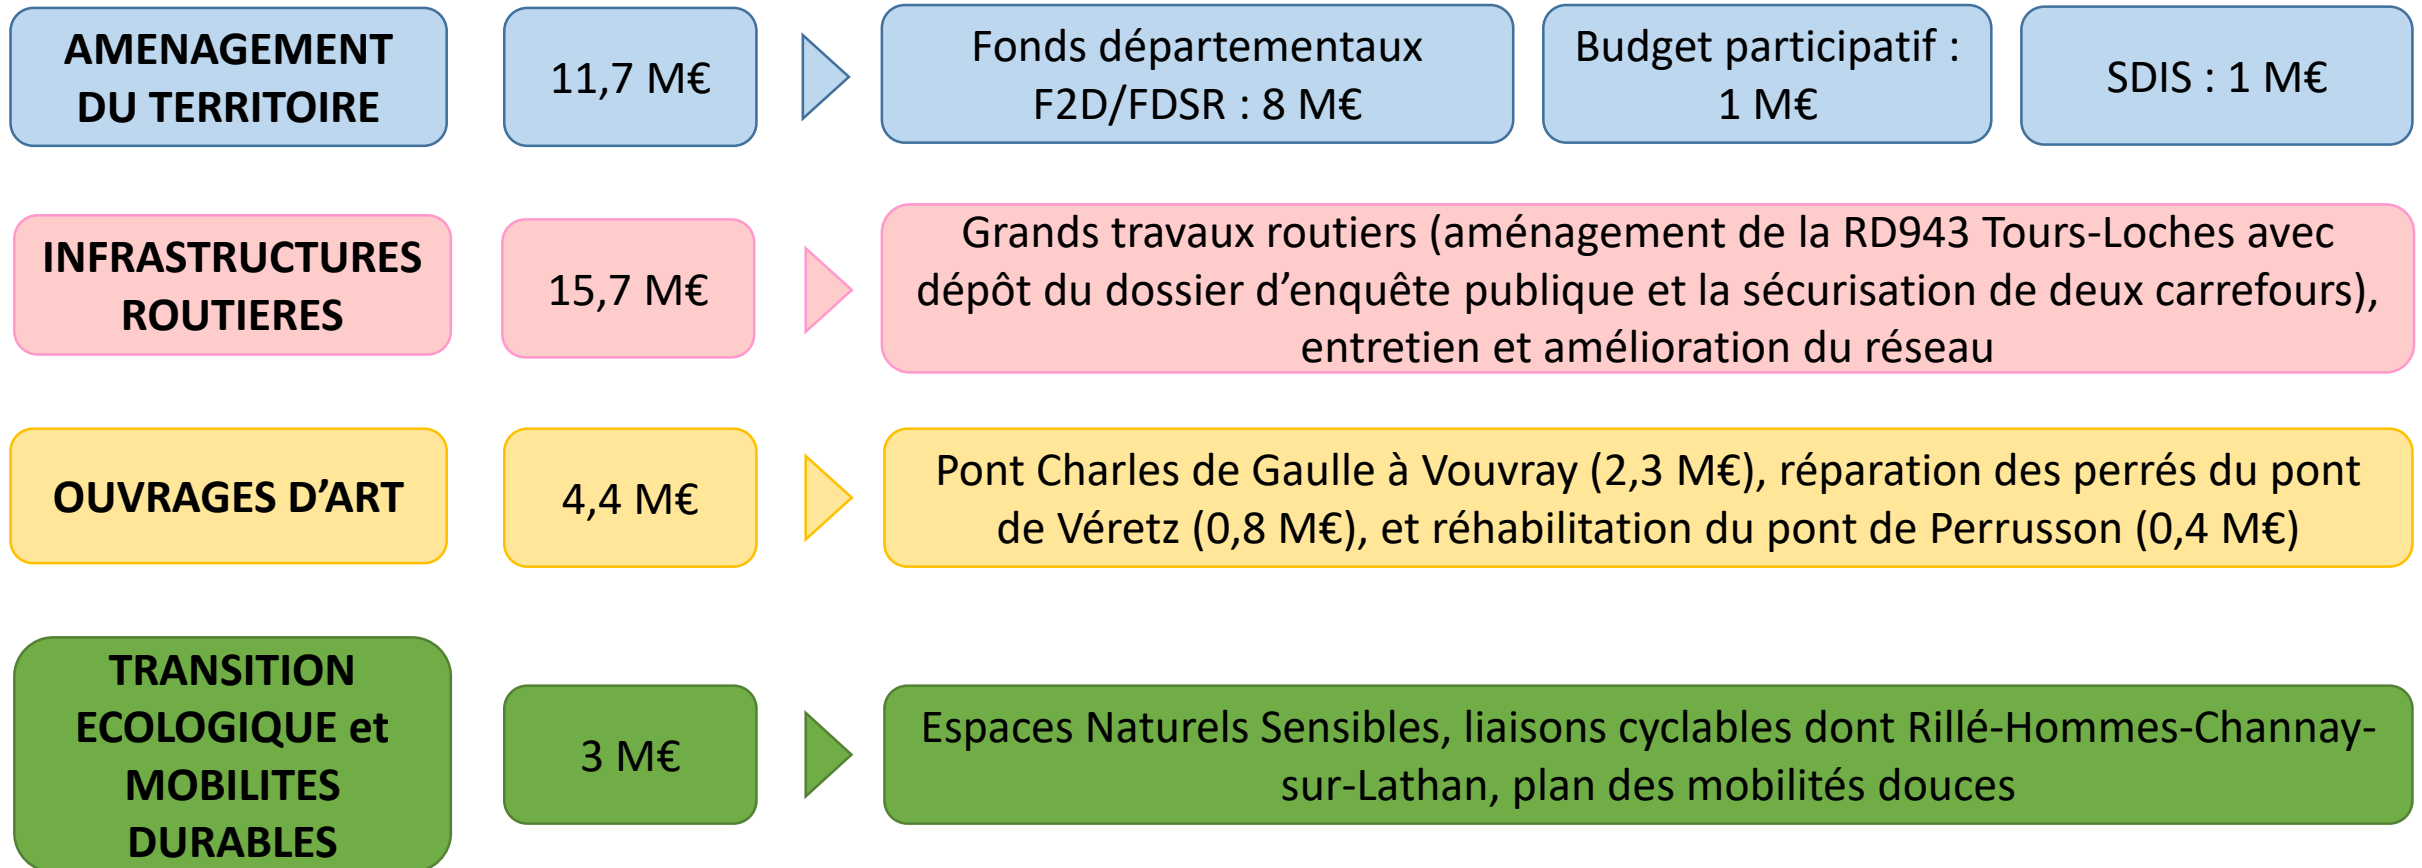 AMENAGEMENT
DU TERRITOIRE
11,7 M€
Fonds départementaux
F2D/FDSR : 8 M€
Budget participatif :
1 M€
SDIS : 1 M€
INFRASTRUCTURES
ROUTIERES
15,7 M€
Grands travaux routiers (aménagement de la RD943 Tours-Loches avec
dépôt du dossier d’enquête publique et la sécurisation de deux carrefours),
entretien et amélioration du réseau
OUVRAGES D’ART
4,4 M€
Pont Charles de Gaulle à Vouvray (2,3 M€), réparation des perrés du pont
de Véretz (0,8 M€), et réhabilitation du pont de Perrusson (0,4 M€)
TRANSITION
ECOLOGIQUE et
MOBILITES
DURABLES
3 M€
Espaces Naturels Sensibles, liaisons cyclables dont Rillé-Hommes-Channay-
sur-Lathan, plan des mobilités douces